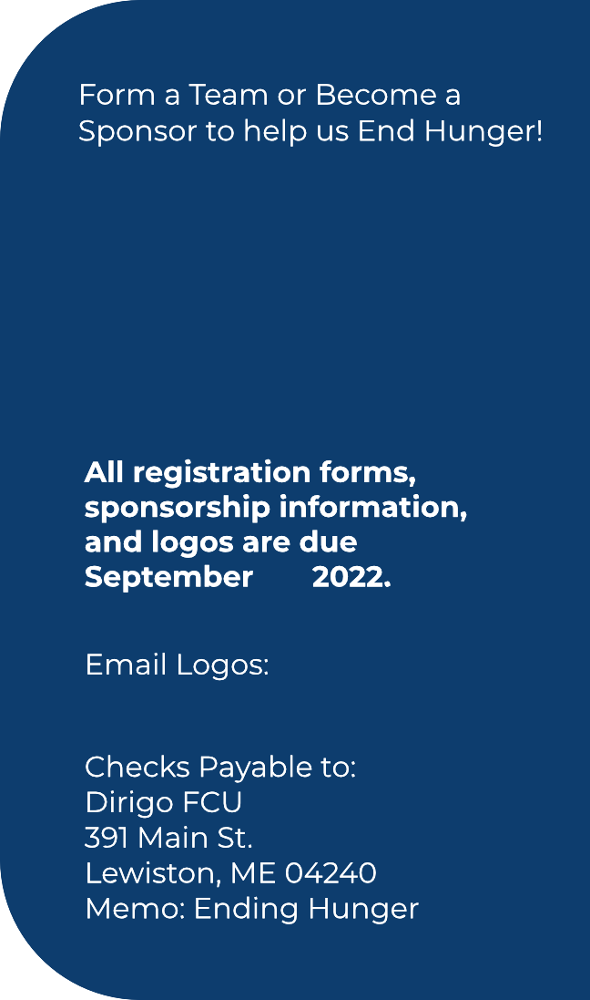 Form a Team or Become a
Sponsor to help us End Hunger!
All registration forms,
sponsorship information,
and logos are due
September 2022.
Email Logos:
Checks Payable to:
Dirigo FCU
391 Main St.
Lewiston, ME 04240
Memo: Ending Hunger